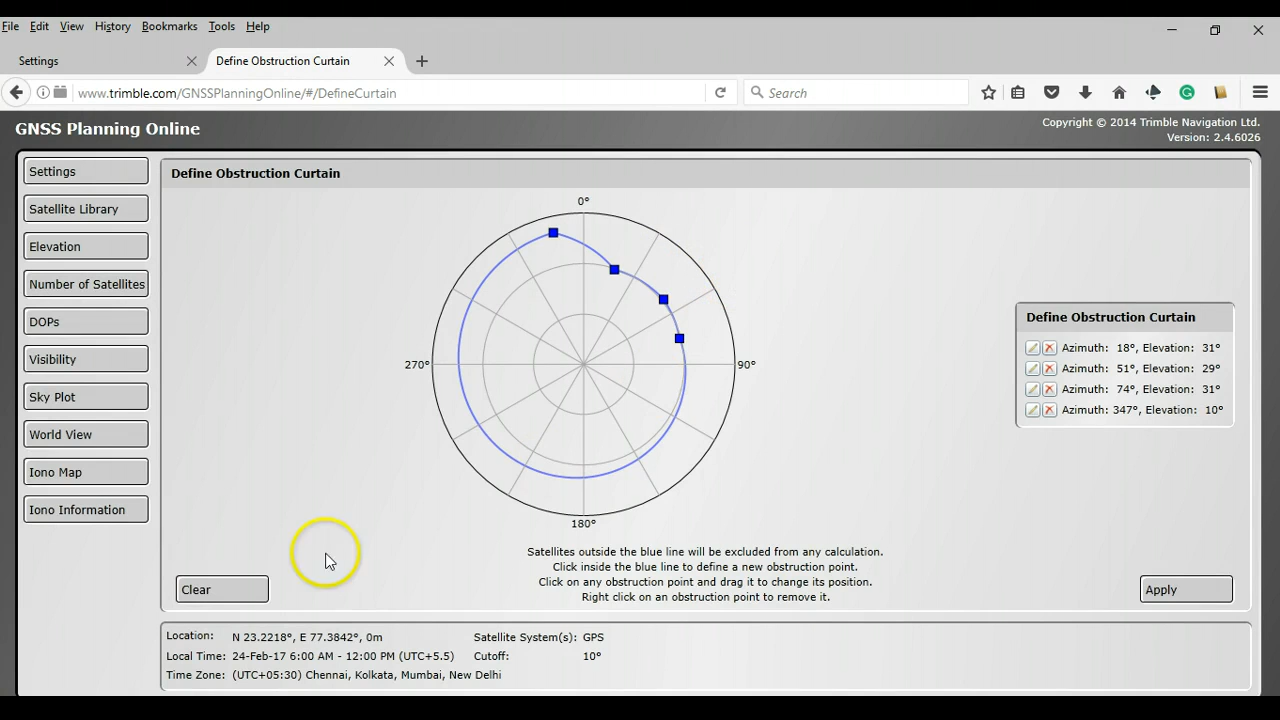 File Edit View History Bookmarks Tools Help
Settings Define Obstruction Curtain
www.trimble.com/GNSSPlanningOnline/#/DefineCurtain Search
GNSS Planning Online
Copyright © 2014 Trimble Navigation Ltd.
Version: 2.4.6026
Settings
Satellite Library
Elevation
Number of Satellites
DOPs
Visibility
Sky Plot
World View
Iono Map
Iono Information
Define Obstruction Curtain
0°
270°
90°
180°
Define Obstruction Curtain
Azimuth: 18°, Elevation: 31°
Azimuth: 51°, Elevation: 29°
Azimuth: 74°, Elevation: 31°
Azimuth: 347°, Elevation: 10°
Satellites outside the blue line will be excluded from any calculation.
Click inside the blue line to define a new obstruction point.
Click on any obstruction point and drag it to change its position.
Right click on an obstruction point to remove it.
Clear
Apply
Location: N 23.2218°, E 77.3842°, 0m Satellite System(s): GPS
Local Time: 24-Feb-17 6:00 AM - 12:00 PM (UTC+5.5) Cutoff: 10°
Time Zone: (UTC+05:30) Chennai, Kolkata, Mumbai, New Delhi